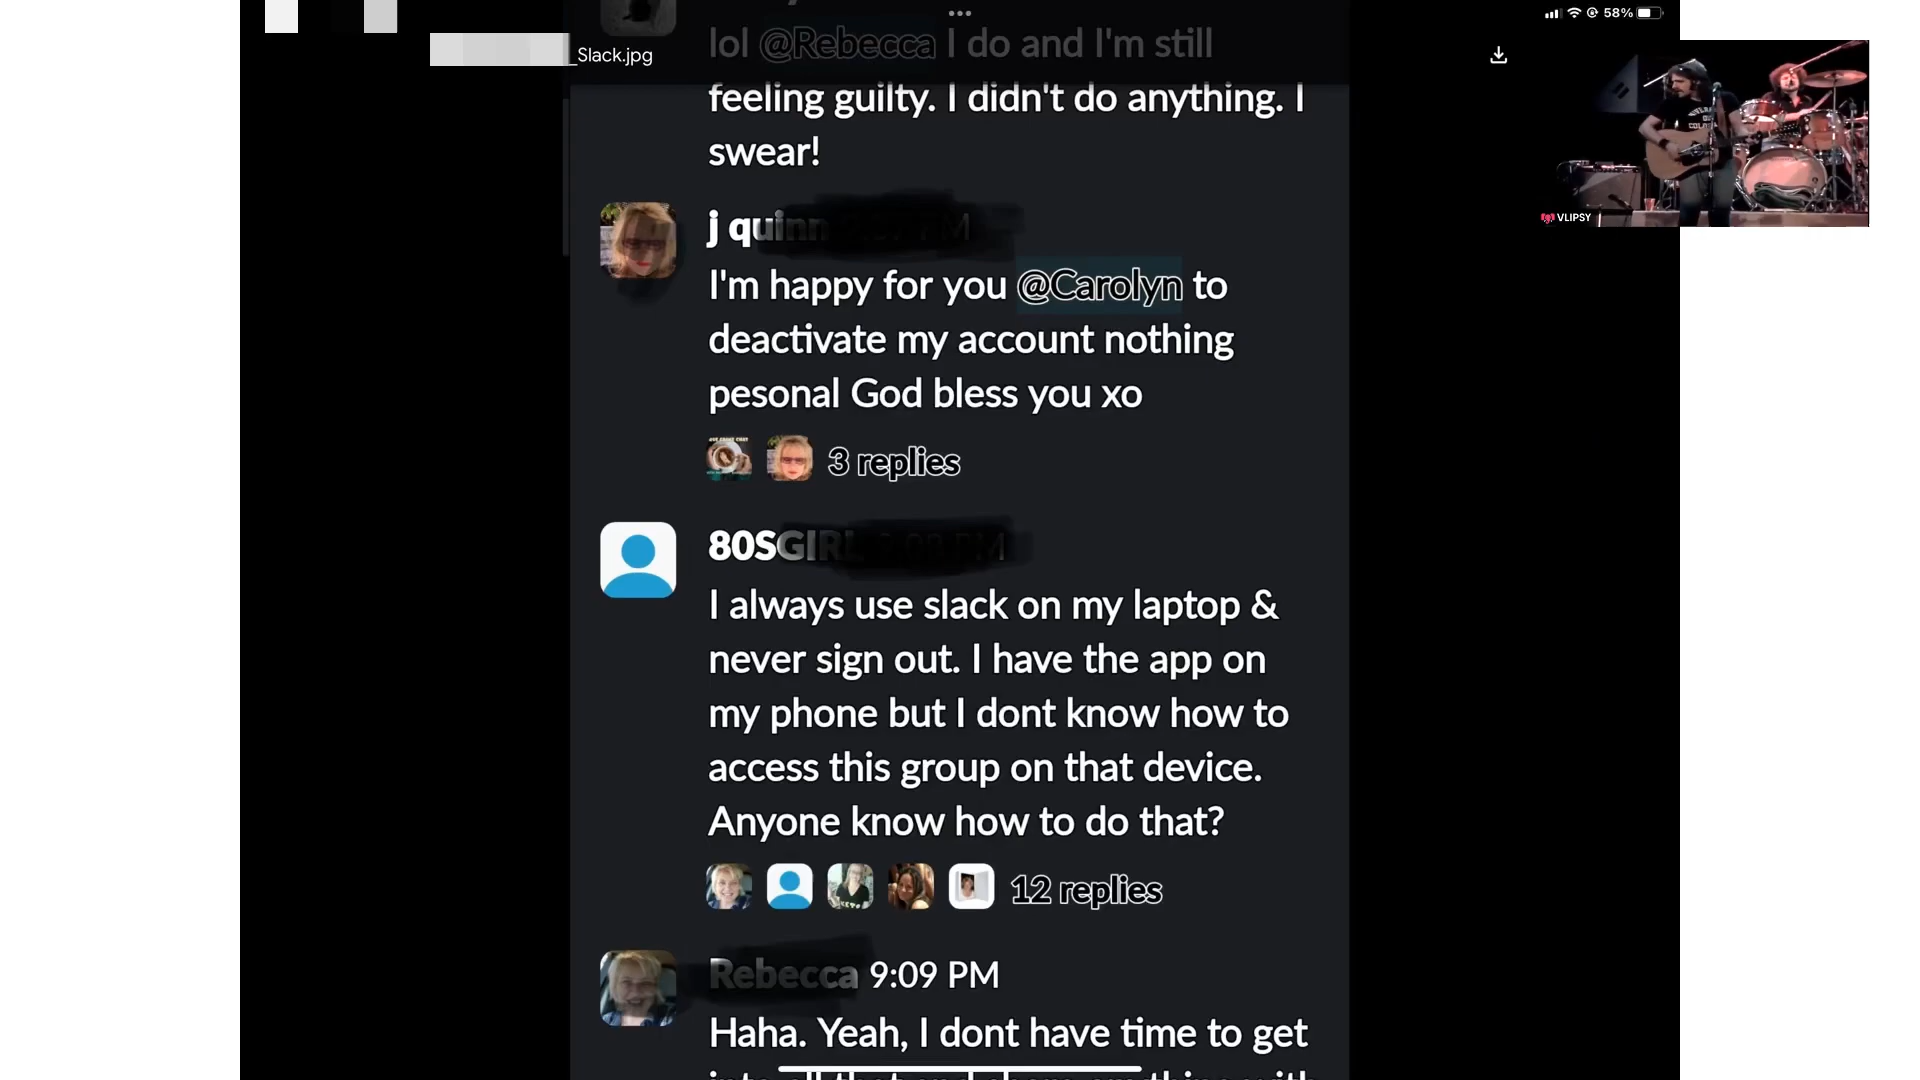 58%
_Slack.jpg
lol @Rebecca I do and I'm still
feeling guilty. I didn't do anything. I
swear!
j quinn
I'm happy for you @Carolyn to
deactivate my account nothing
pesonal God bless you xo
3 replies
80SGIRL
I always use slack on my laptop &
never sign out. I have the app on
my phone but I dont know how to
access this group on that device.
Anyone know how to do that?
12 replies
Rebecca 9:09 PM
Haha. Yeah, I dont have time to get
VLIPSY